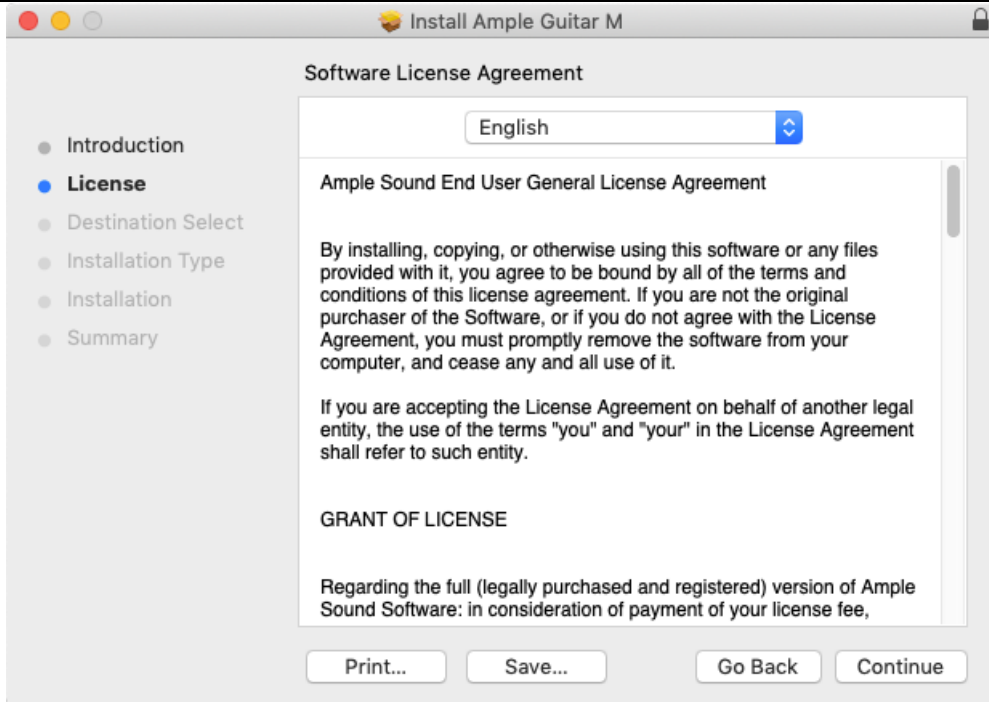 Install Ample Guitar M
Software License Agreement
English
Introduction
License
Destination Select
Installation Type
Installation
Summary
Ample Sound End User General License Agreement
By installing, copying, or otherwise using this software or any files
provided with it, you agree to be bound by all of the terms and
conditions of this license agreement. If you are not the original
purchaser of the Software, or if you do not agree with the License
Agreement, you must promptly remove the software from your
computer, and cease any and all use of it.
If you are accepting the License Agreement on behalf of another legal
entity, the use of the terms "you" and "your" in the License Agreement
shall refer to such entity.
GRANT OF LICENSE
Regarding the full (legally purchased and registered) version of Ample
Sound Software: in consideration of payment of your license fee,
Print...
Save...
Go Back
Continue